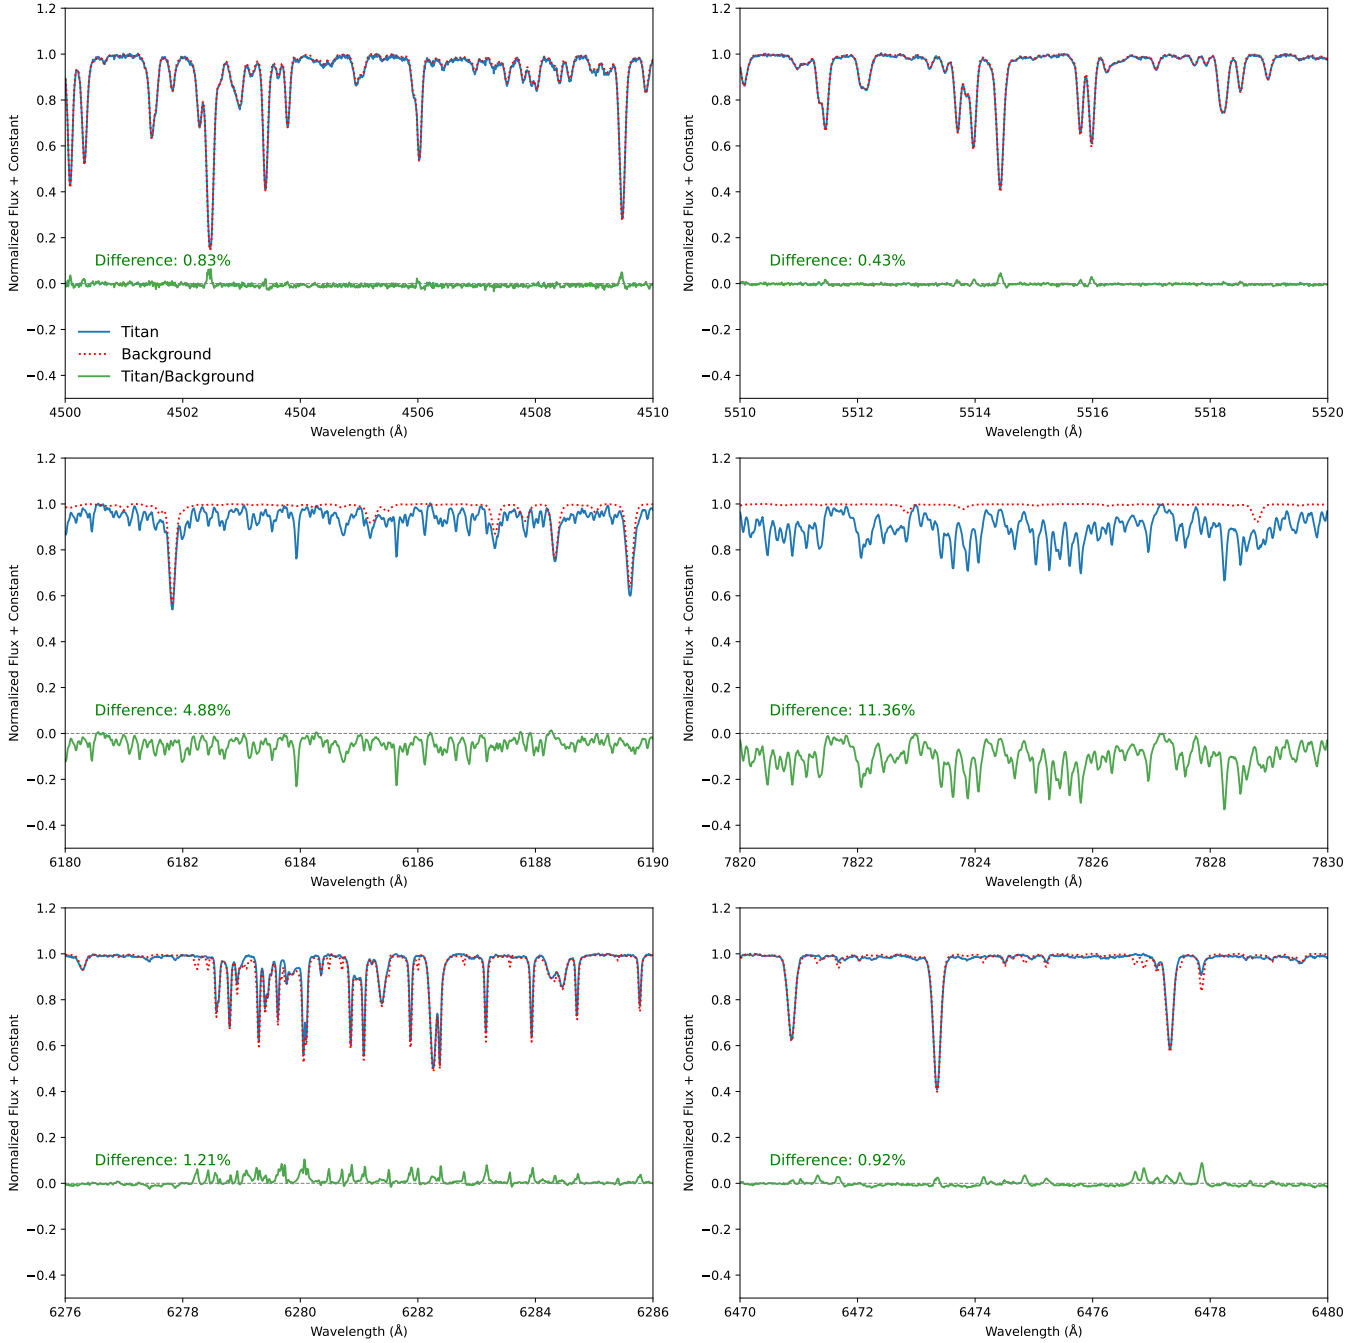 1.2
1.0
0.8
0.6
0.4
0.2
0.0
−0.2
−0.4
Normalized Flux + Constant
Difference: 0.83%
Titan
Background
Titan/Background
4500 4502 4504 4506 4508 4510
Wavelength (Å)
1.2
1.0
0.8
0.6
0.4
0.2
0.0
−0.2
−0.4
Normalized Flux + Constant
Difference: 0.43%
5510 5512 5514 5516 5518 5520
Wavelength (Å)
1.2
1.0
0.8
0.6
0.4
0.2
0.0
−0.2
−0.4
Normalized Flux + Constant
Difference: 4.88%
6180 6182 6184 6186 6188 6190
Wavelength (Å)
1.2
1.0
0.8
0.6
0.4
0.2
0.0
−0.2
−0.4
Normalized Flux + Constant
Difference: 11.36%
7820 7822 7824 7826 7828 7830
Wavelength (Å)
1.2
1.0
0.8
0.6
0.4
0.2
0.0
−0.2
−0.4
Normalized Flux + Constant
Difference: 1.21%
6276 6278 6280 6282 6284 6286
Wavelength (Å)
1.2
1.0
0.8
0.6
0.4
0.2
0.0
−0.2
−0.4
Normalized Flux + Constant
Difference: 0.92%
6470 6472 6474 6476 6478 6480
Wavelength (Å)